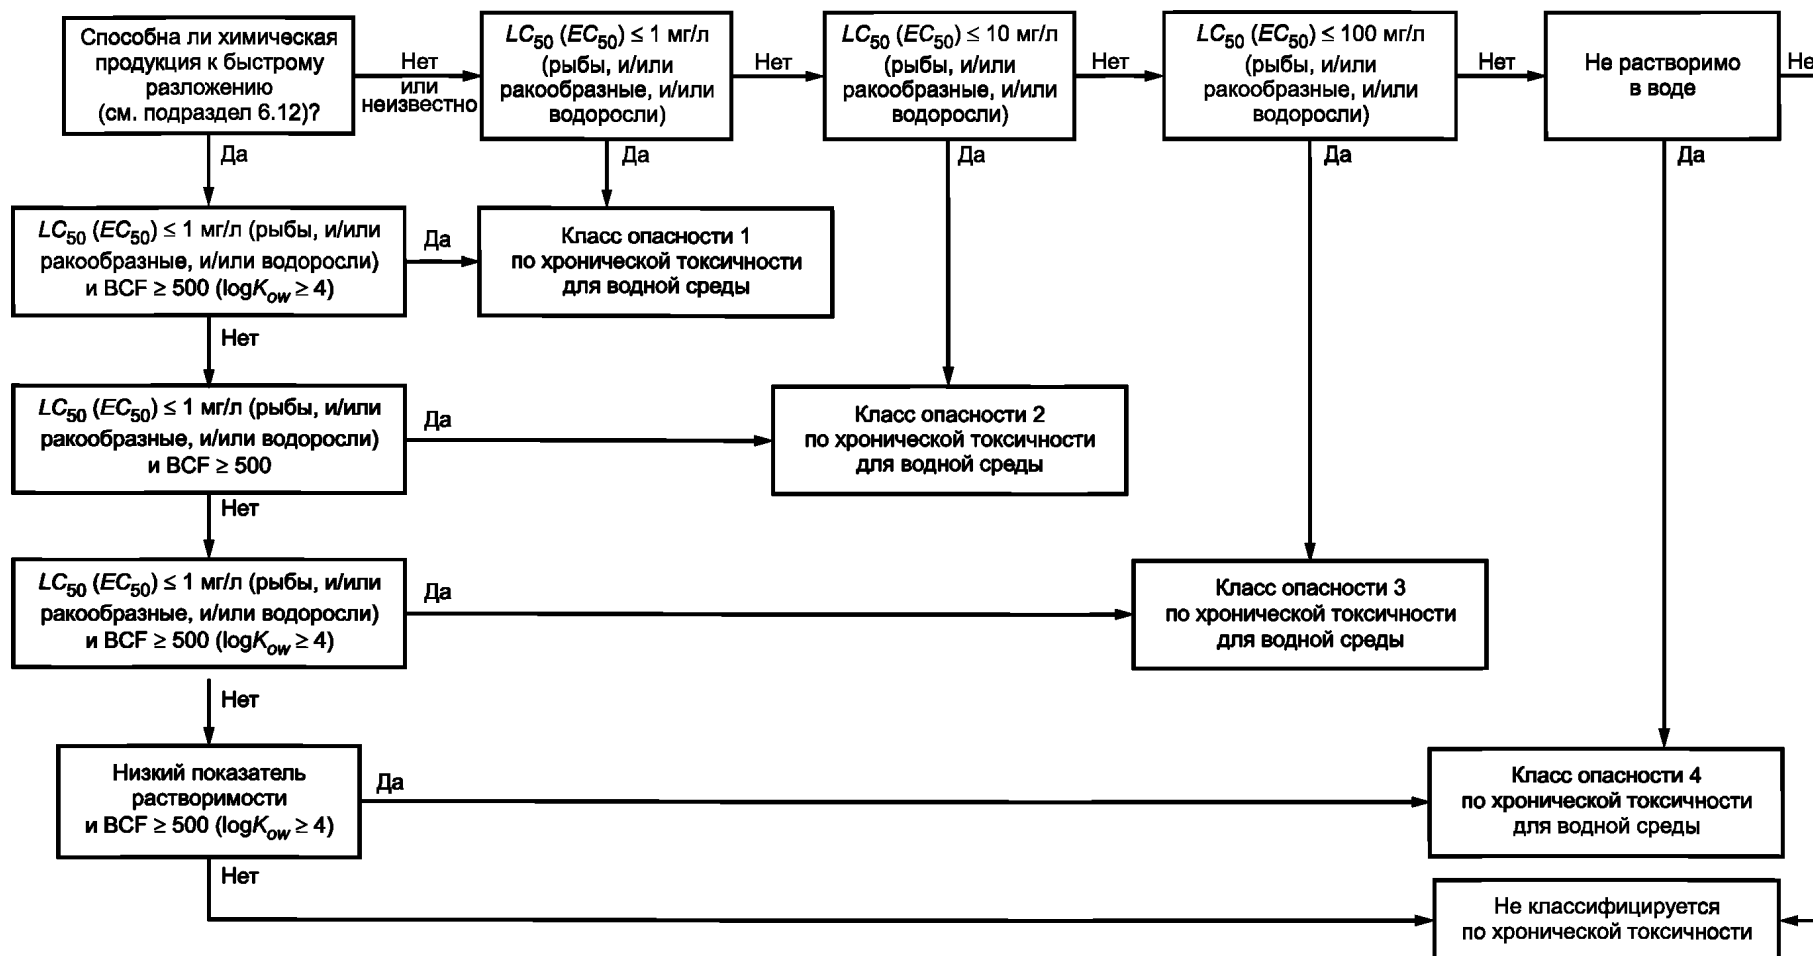 Способна ли химическая
продукция к быстрому
разложению
(см. подраздел 6.12)?
Нет
или
неизвестно
LC50 (EC50) ≤ 1 мг/л
(рыбы, и/или
ракообразные, и/или
водоросли)
Нет
LC50 (EC50) ≤ 10 мг/л
(рыбы, и/или
ракообразные, и/или
водоросли)
Нет
LC50 (EC50) ≤ 100 мг/л
(рыбы, и/или
ракообразные, и/или
водоросли)
Нет
Не растворимо
в воде
Не
Да
Да
Да
Да
Да
LC50 (EC50) ≤ 1 мг/л (рыбы, и/или
ракообразные, и/или водоросли)
и BCF ≥ 500 (logKow ≥ 4)
Да
Класс опасности 1
по хронической токсичности
для водной среды
Нет
LC50 (EC50) ≤ 1 мг/л (рыбы, и/или
ракообразные, и/или водоросли)
и BCF ≥ 500
Да
Класс опасности 2
по хронической токсичности
для водной среды
Нет
LC50 (EC50) ≤ 1 мг/л (рыбы, и/или
ракообразные, и/или водоросли)
и BCF ≥ 500 (logKow ≥ 4)
Да
Класс опасности 3
по хронической токсичности
для водной среды
Нет
Низкий показатель
растворимости
и BCF ≥ 500 (logKow ≥ 4)
Да
Класс опасности 4
по хронической токсичности
для водной среды
Нет
Не классифицируется
по хронической токсичности